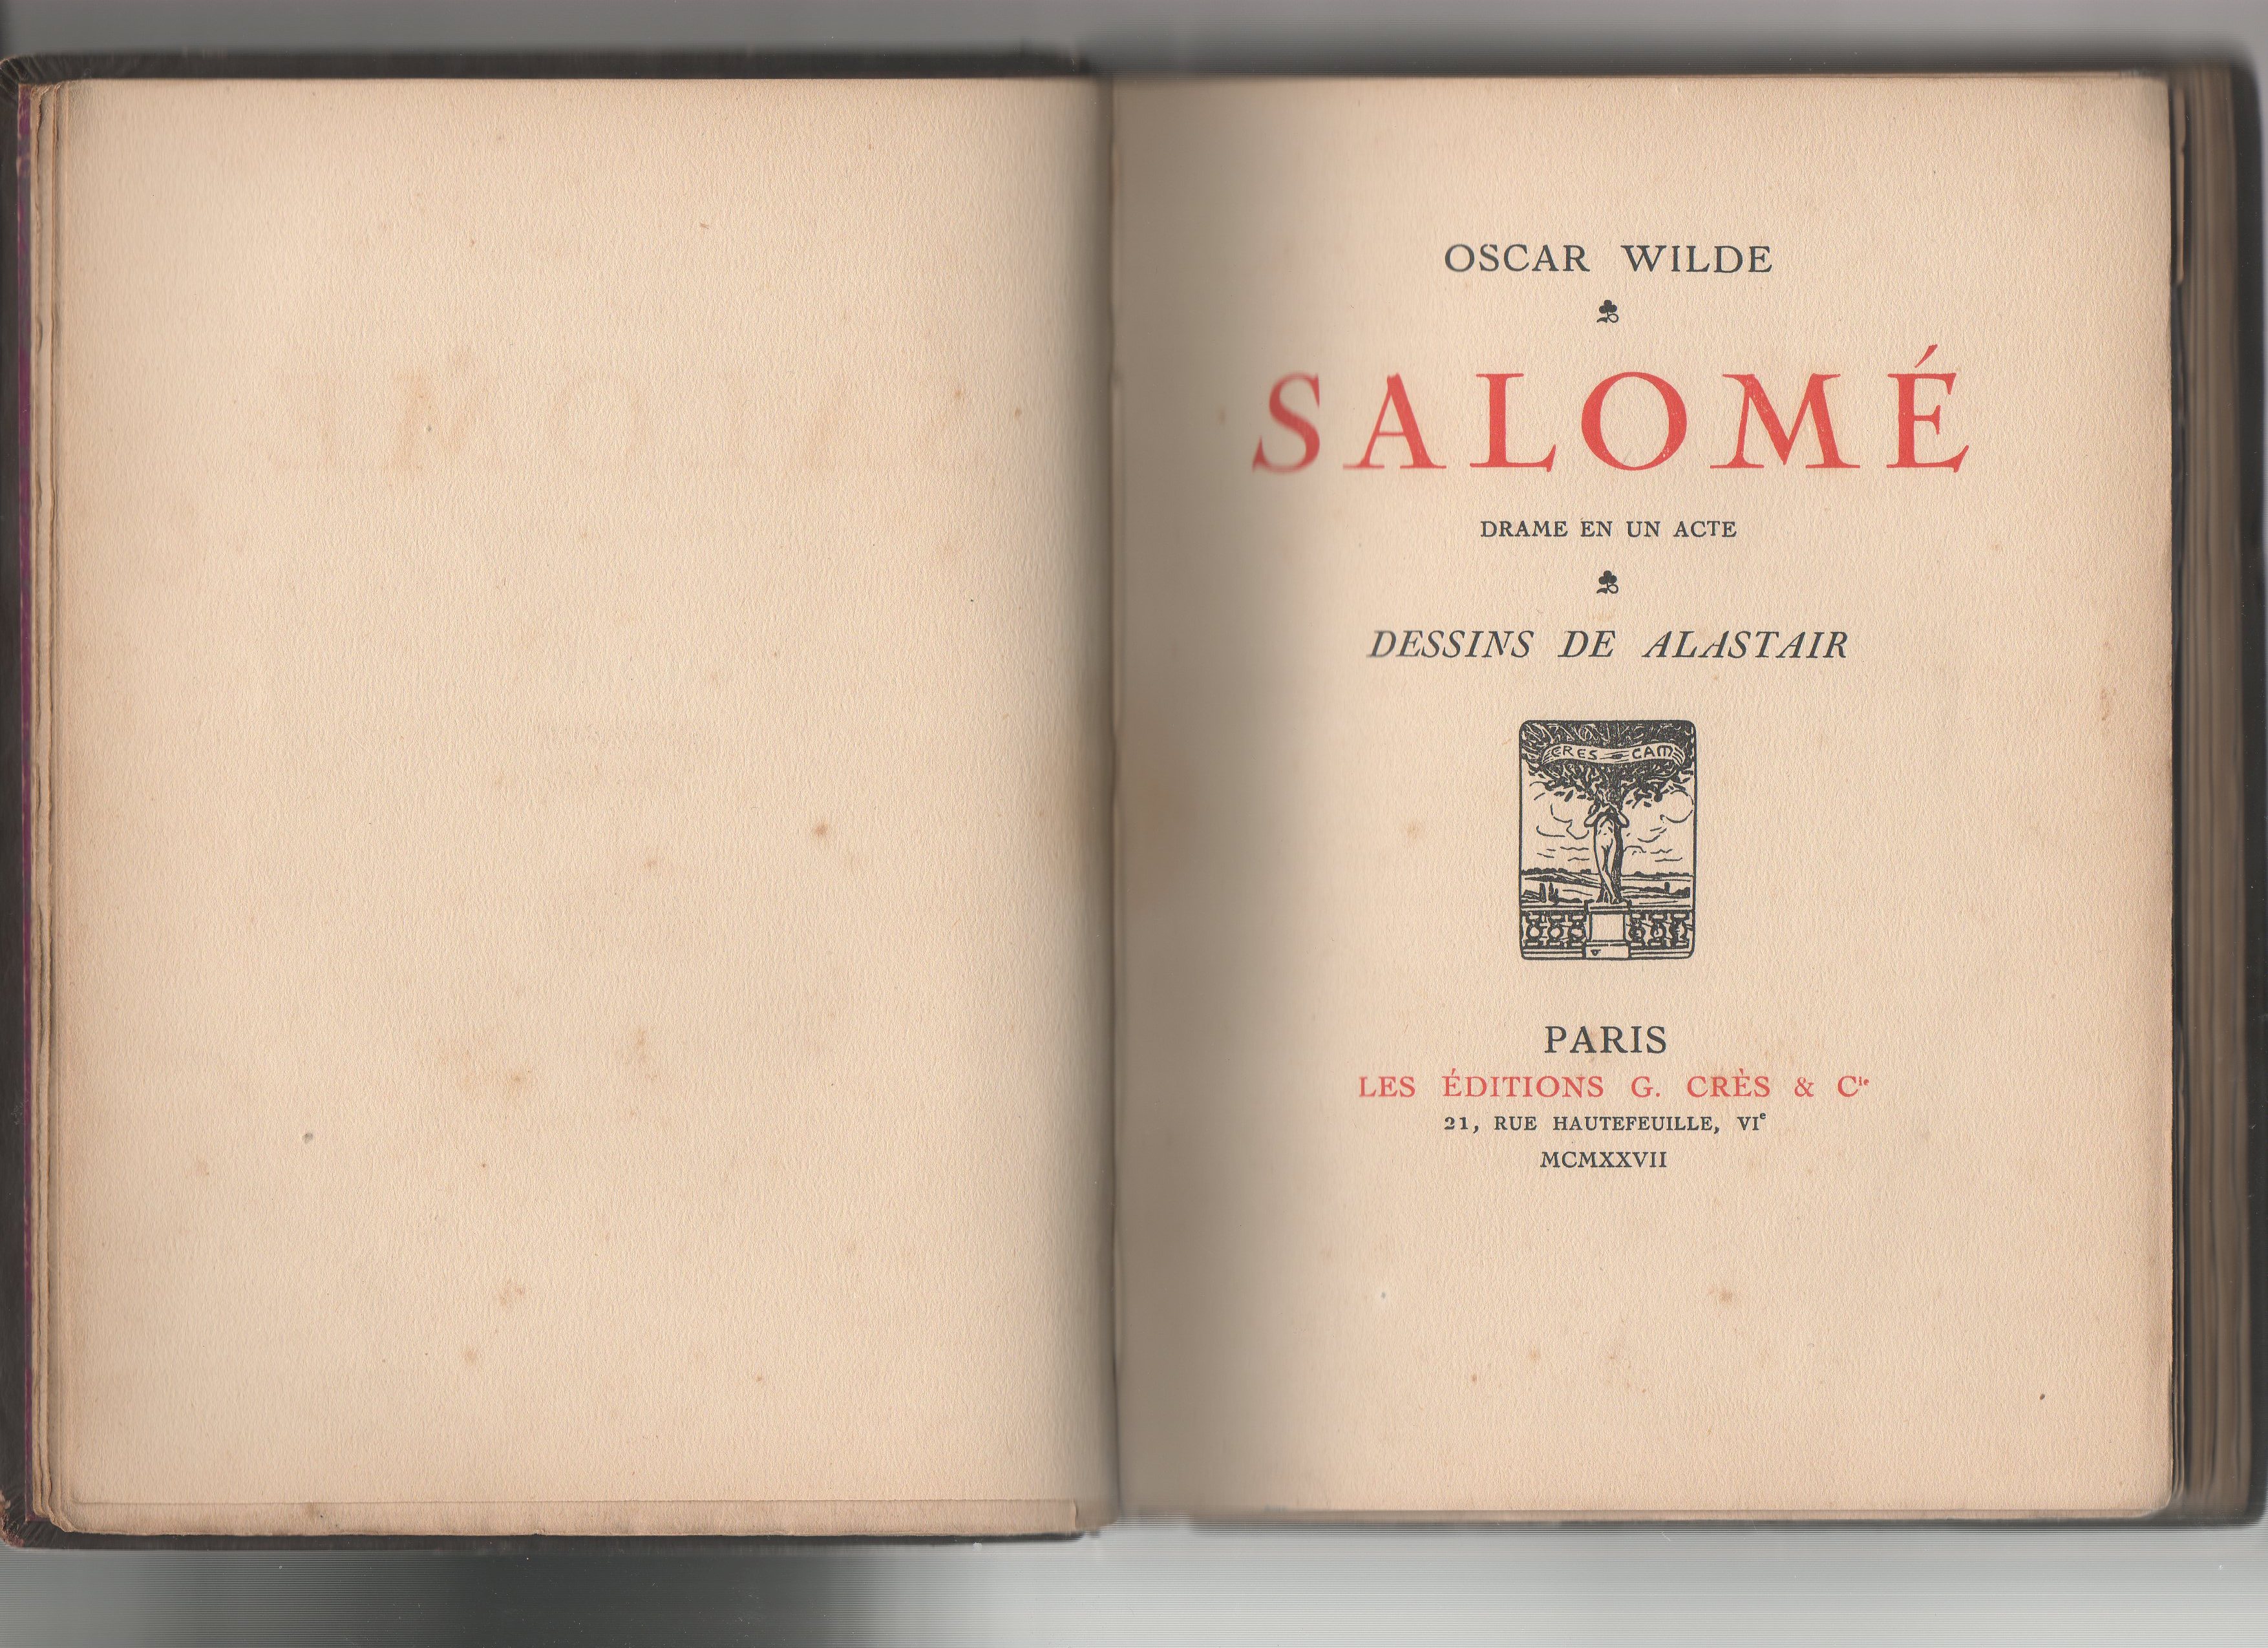 OSCAR WILDE
SALOMÉ
DRAME EN UN ACTE
DESSINS DE ALASTAIR
CRES CAM
PARIS
LES ÉDITIONS G. CRÈS & Cie
21, RUE HAUTEFEUILLE, VIe
MCMXXVII